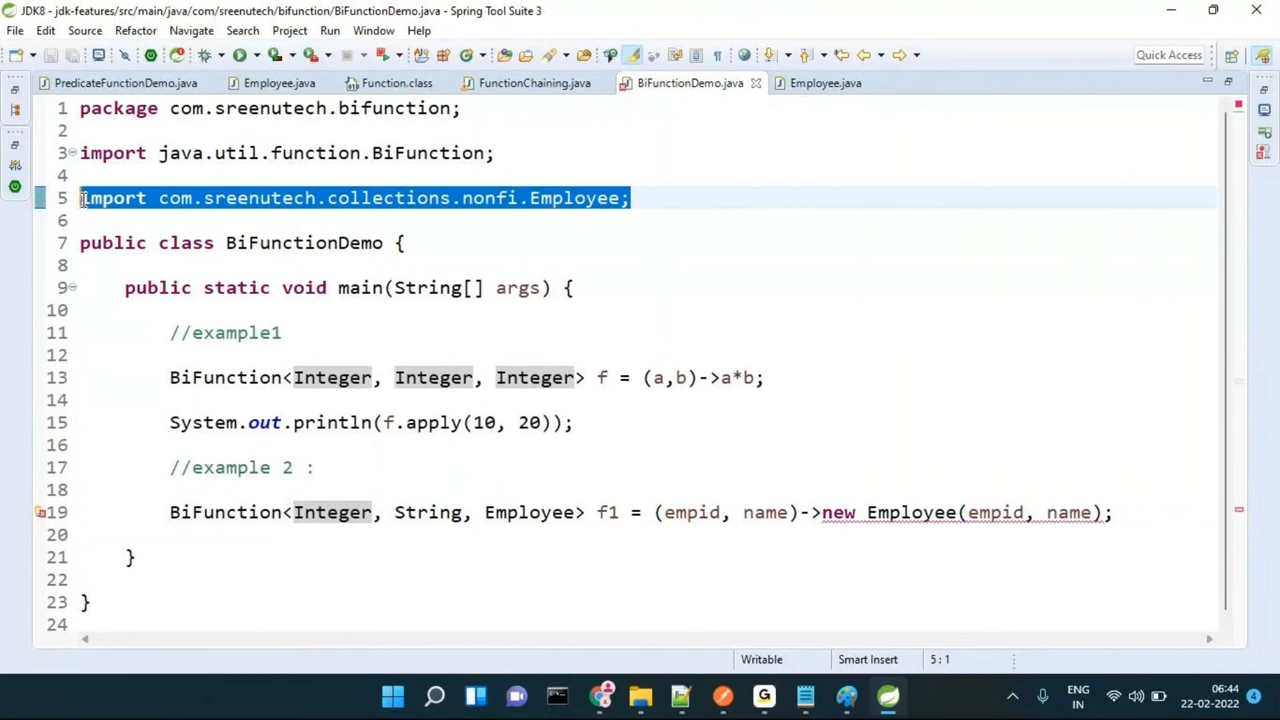 JDK8 - jdk-features/src/main/java/com/sreenutech/bifunction/BiFunctionDemo.java - Spring Tool Suite 3
File Edit Source Refactor Navigate Search Project Run Window Help
Quick Access
PredicateFunctionDemo.java Employee.java Function.class FunctionChaining.java BiFunctionDemo.java Employee.java
1 package com.sreenutech.bifunction;
2
3 import java.util.function.BiFunction;
4
5 import com.sreenutech.collections.nonfi.Employee;
6
7 public class BiFunctionDemo {
8
9 public static void main(String[] args) {
10
11 //example1
12
13 BiFunction<Integer, Integer, Integer> f = (a,b)->a*b;
14
15 System.out.println(f.apply(10, 20));
16
17 //example 2 :
18
19 BiFunction<Integer, String, Employee> f1 = (empid, name)->new Employee(empid, name);
20
21 }
22
23 }
24
Writable Smart Insert 5 : 1
ENG 06:44
IN 22-02-2022 4